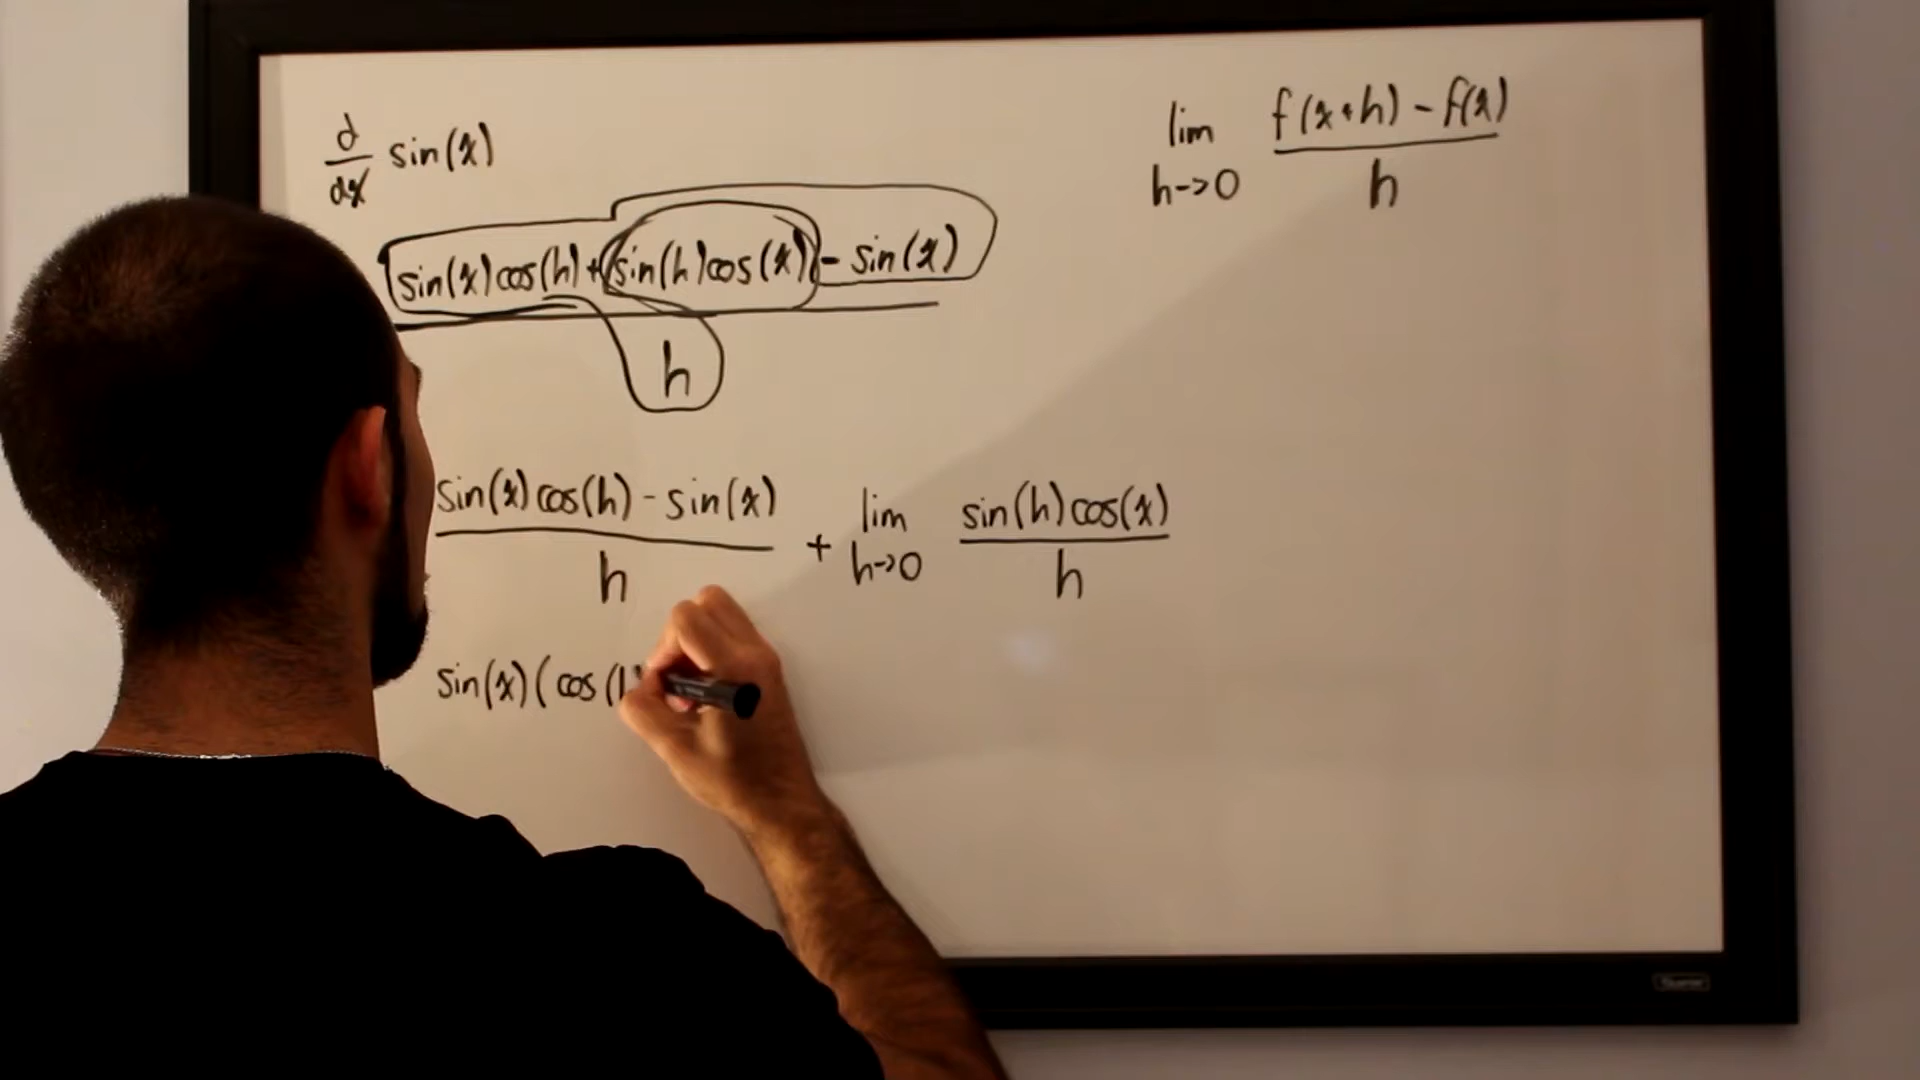 d/dx sin(x)
lim h->0 f(x+h) - f(x) / h
sin(x)cos(h) + sin(h)cos(x) - sin(x) / h
sin(x)cos(h) - sin(x) / h + lim h->0 sin(h)cos(x) / h
sin(x)(cos(